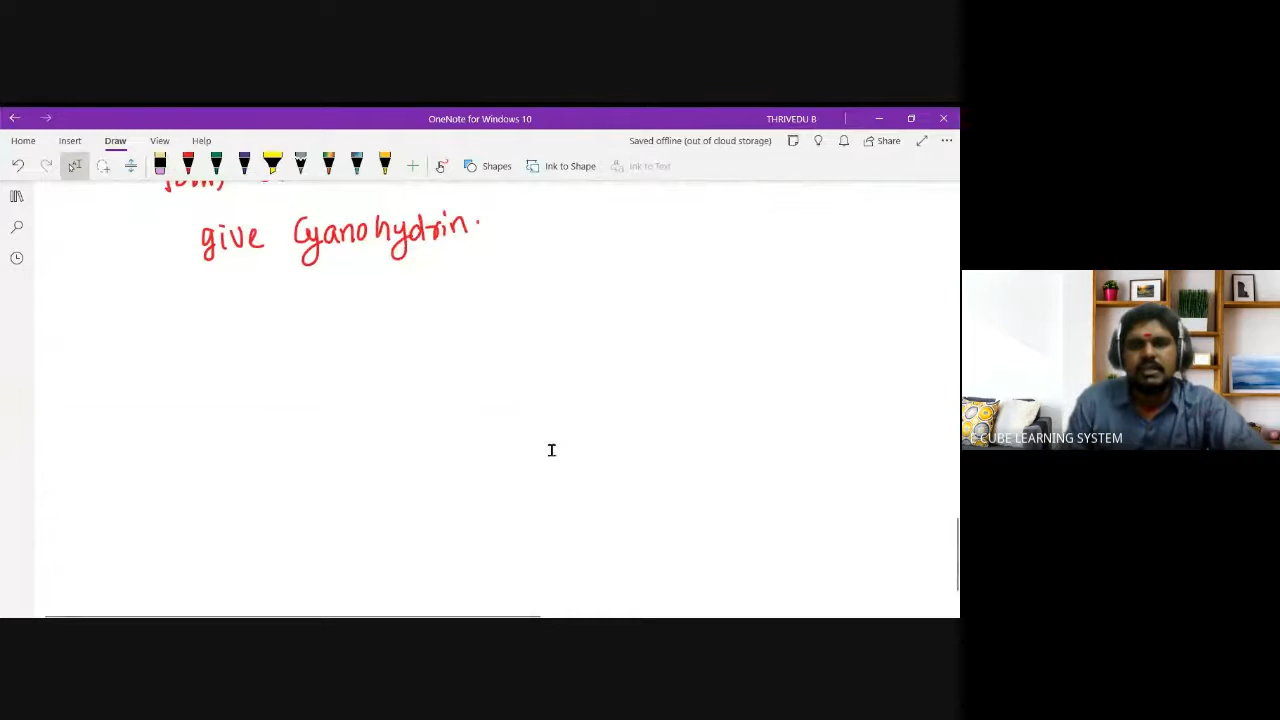 OneNote for Windows 10
THRIVEDU B
Home Insert Draw View Help
Saved offline (out of cloud storage)
Share
Shapes
Ink to Shape
Ink to Text
give Cyanohydrin.
E CUBE LEARNING SYSTEM